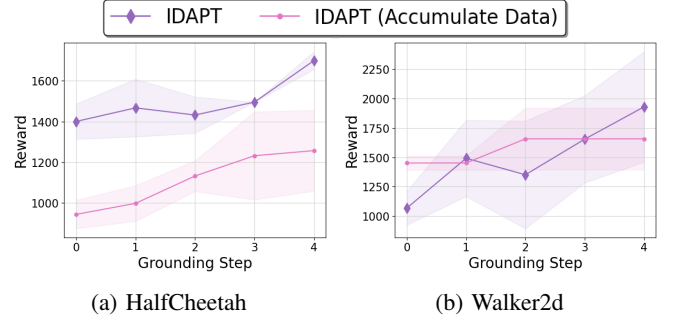 IDAPT
IDAPT (Accumulate Data)
Reward
1600
1400
1200
1000
0 1 2 3 4
Grounding Step
(a) HalfCheetah
Reward
2250
2000
1750
1500
1250
1000
0 1 2 3 4
Grounding Step
(b) Walker2d